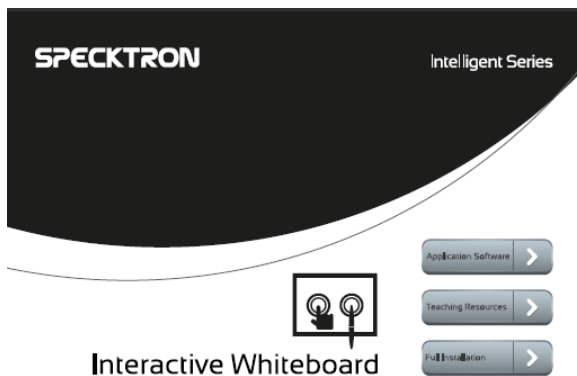 SPECKTRON
Intelligent Series
Application Software
Teaching Resources
Full Installation
Interactive Whiteboard